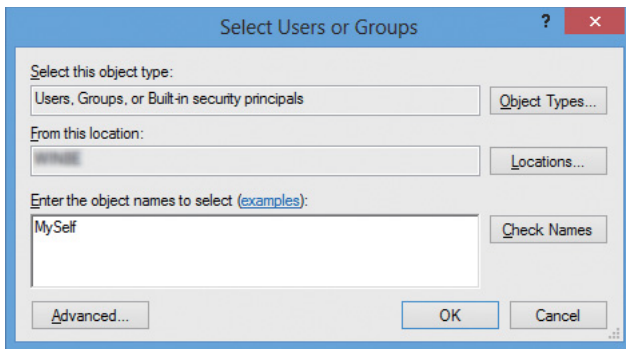 Select Users or Groups
? ×
Select this object type:
Users, Groups, or Built-in security principals
Object Types...
From this location:
Locations...
Enter the object names to select (examples):
MySelf
Check Names
Advanced...
OK
Cancel